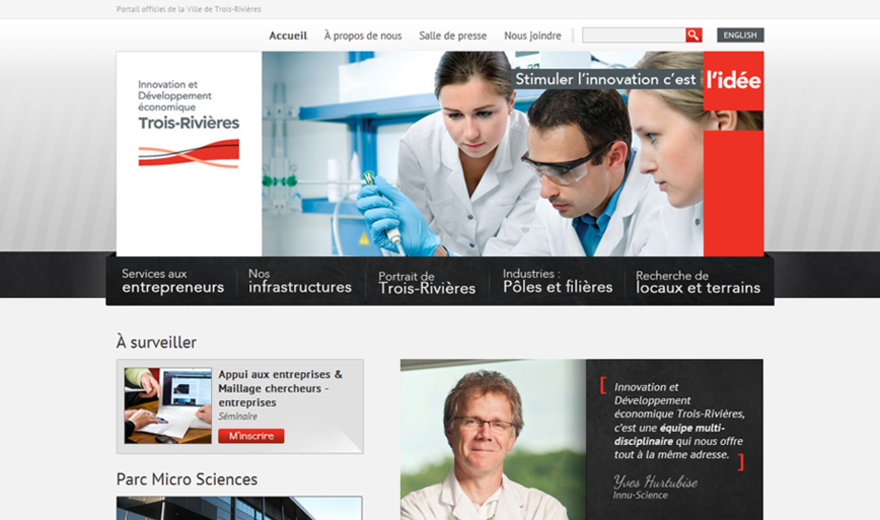 Portail officiel de la Ville de Trois-Rivières
Accueil À propos de nous Salle de presse Nous joindre ENGLISH
Innovation et
Développement
économique
Trois-Rivières
Stimuler l'innovation c'est l'idée
Services aux
entrepreneurs
Nos
infrastructures
Portrait de
Trois-Rivières
Industries :
Pôles et filières
Recherche de
locaux et terrains
À surveiller
Appui aux entreprises &
Maillage chercheurs -
entreprises
Séminaire
M'inscrire
Parc Micro Sciences
[ Innovation et
Développement
économique Trois-Rivières,
c'est une équipe multi-
disciplinaire qui nous offre
tout à la même adresse. ]
Yves Hurtubise
Innu-Science